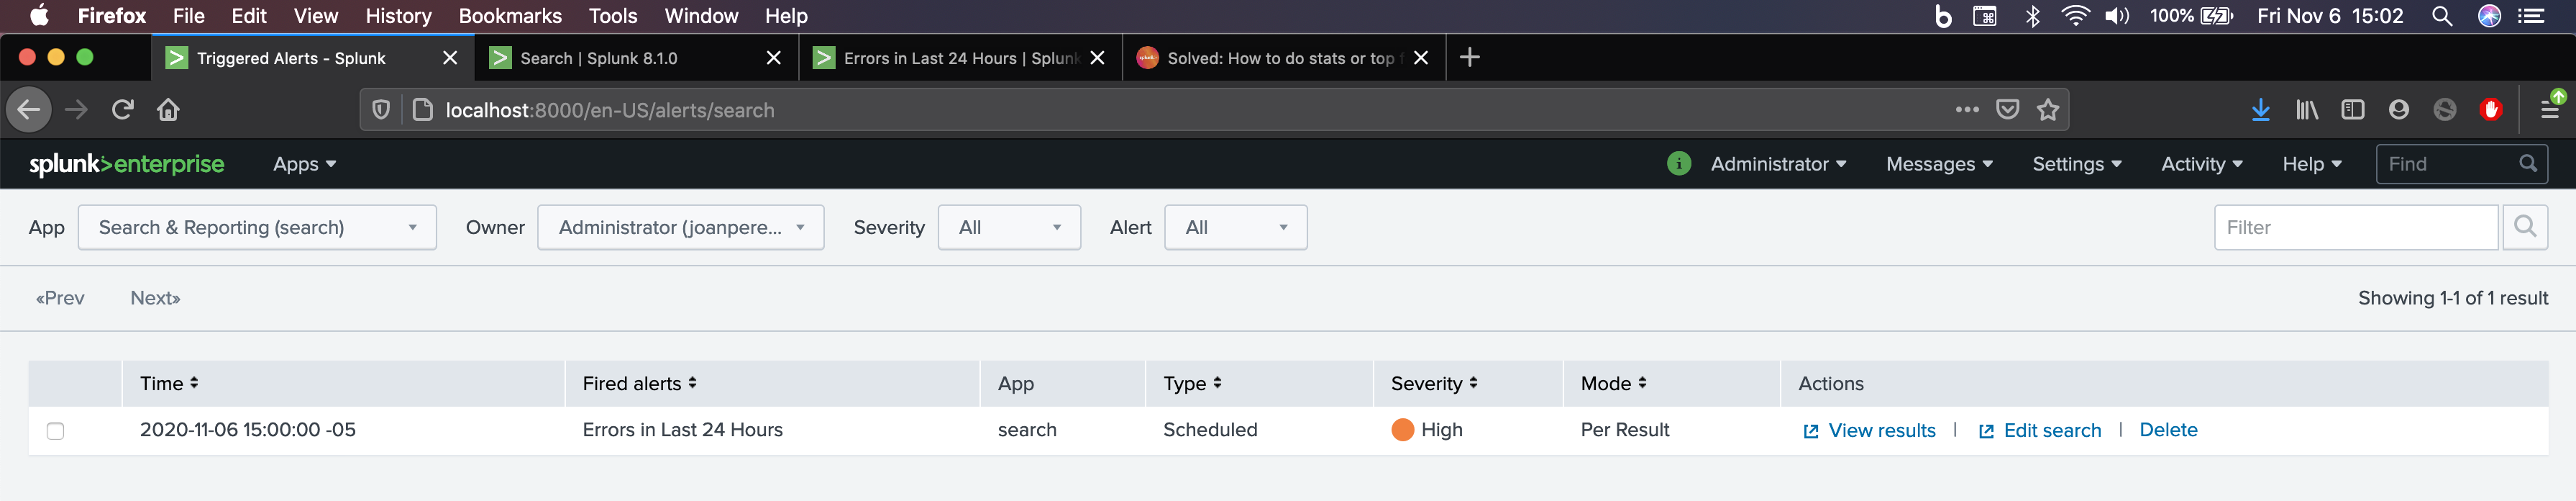 Firefox File Edit View History Bookmarks Tools Window Help 100% Fri Nov 6 15:02
Triggered Alerts - Splunk Search | Splunk 8.1.0 Errors in Last 24 Hours | Splunk Solved: How to do stats or top f
localhost:8000/en-US/alerts/search
splunk>enterprise Apps Administrator Messages Settings Activity Help Find
App Search & Reporting (search) Owner Administrator (joanpere... Severity All Alert All Filter
«Prev Next» Showing 1-1 of 1 result
Time Fired alerts App Type Severity Mode Actions
2020-11-06 15:00:00 -05 Errors in Last 24 Hours search Scheduled High Per Result View results | Edit search | Delete